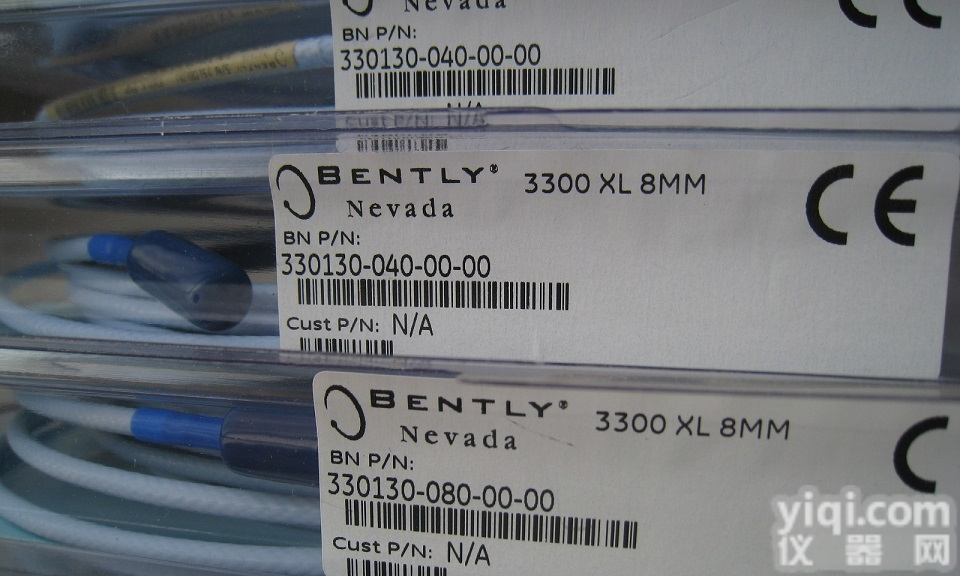 Nevada
BN P/N:
330130-040-00-00
N/A
Cust P/N: N/A
BENTLY® 3300 XL 8MM CE
Nevada
BN P/N:
330130-040-00-00
Cust P/N: N/A
BENTLY® 3300 XL 8MM
Nevada
BN P/N:
330130-080-00-00
Cust P/N: N/A
yiqi.com
仪器网